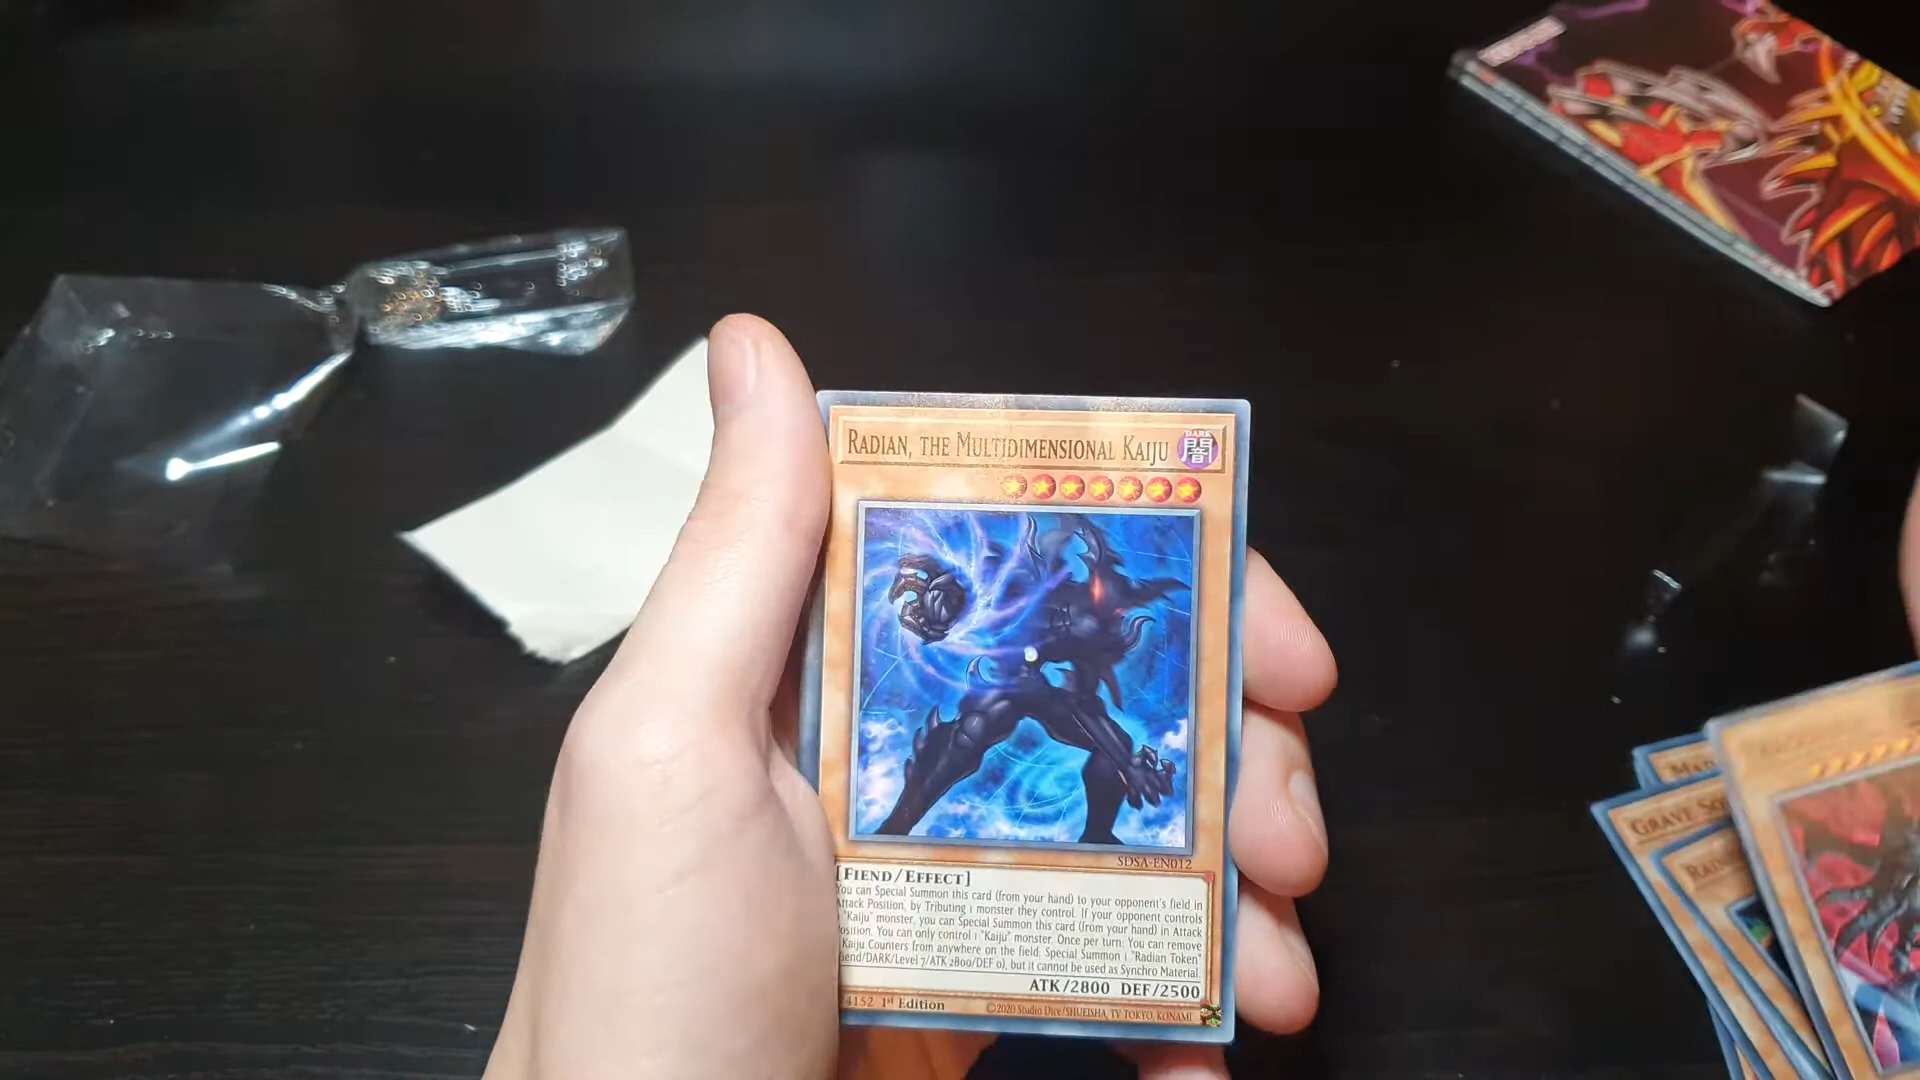 RADIAN, THE MULTIDIMENSIONAL KAIJU
DARK
闇
SDSA-EN012
[FIEND/EFFECT]
You can Special Summon this card (from your hand) to your opponent's field in
Attack Position, by Tributing 1 monster they control. If your opponent controls
"Kaiju" monster, you can Special Summon this card (from your hand) in Attack
Position. You can only control 1 "Kaiju" monster. Once per turn: You can remove
Kaiju Counters from anywhere on the field; Special Summon 1 "Radian Token"
(Fiend/DARK/Level 7/ATK 2800/DEF 0), but it cannot be used as Synchro Material.
ATK/2800 DEF/2500
4152 1st Edition
©2020 Studio Dice/SHUEISHA, TV TOKYO, KONAMI
GRAVE